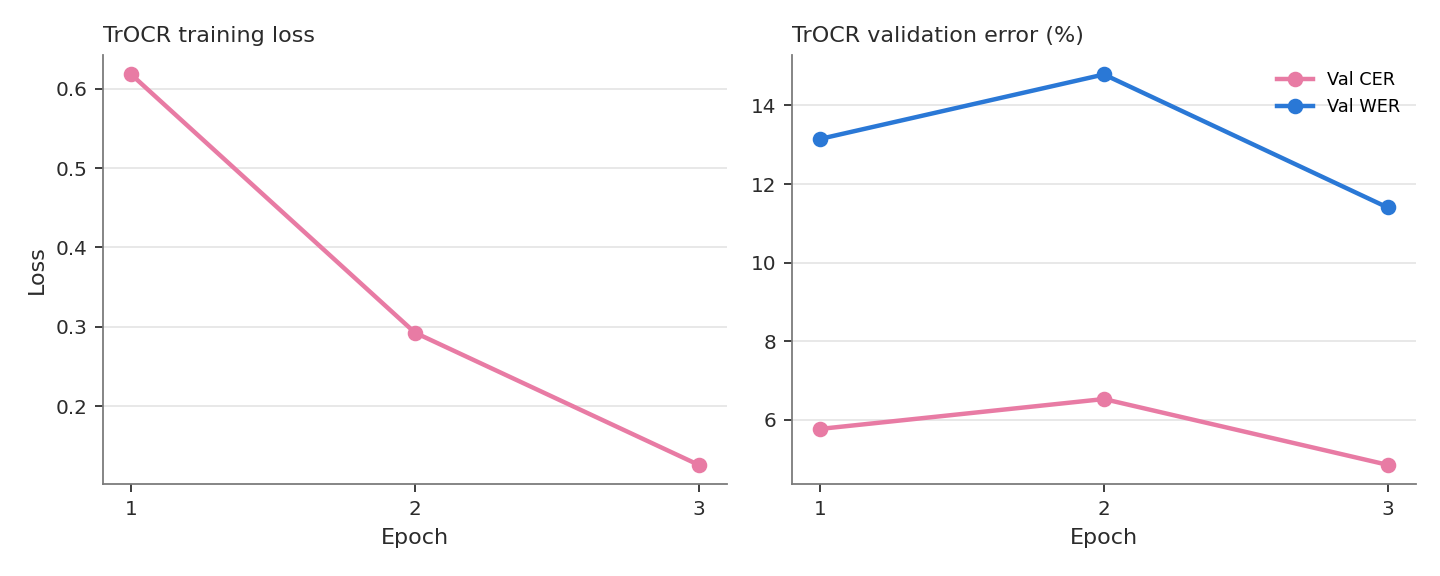 TrOCR training loss
0.6
0.5
0.4
0.3
0.2
Loss
1 2 3
Epoch
TrOCR validation error (%)
Val CER
Val WER
14
12
10
8
6
1 2 3
Epoch